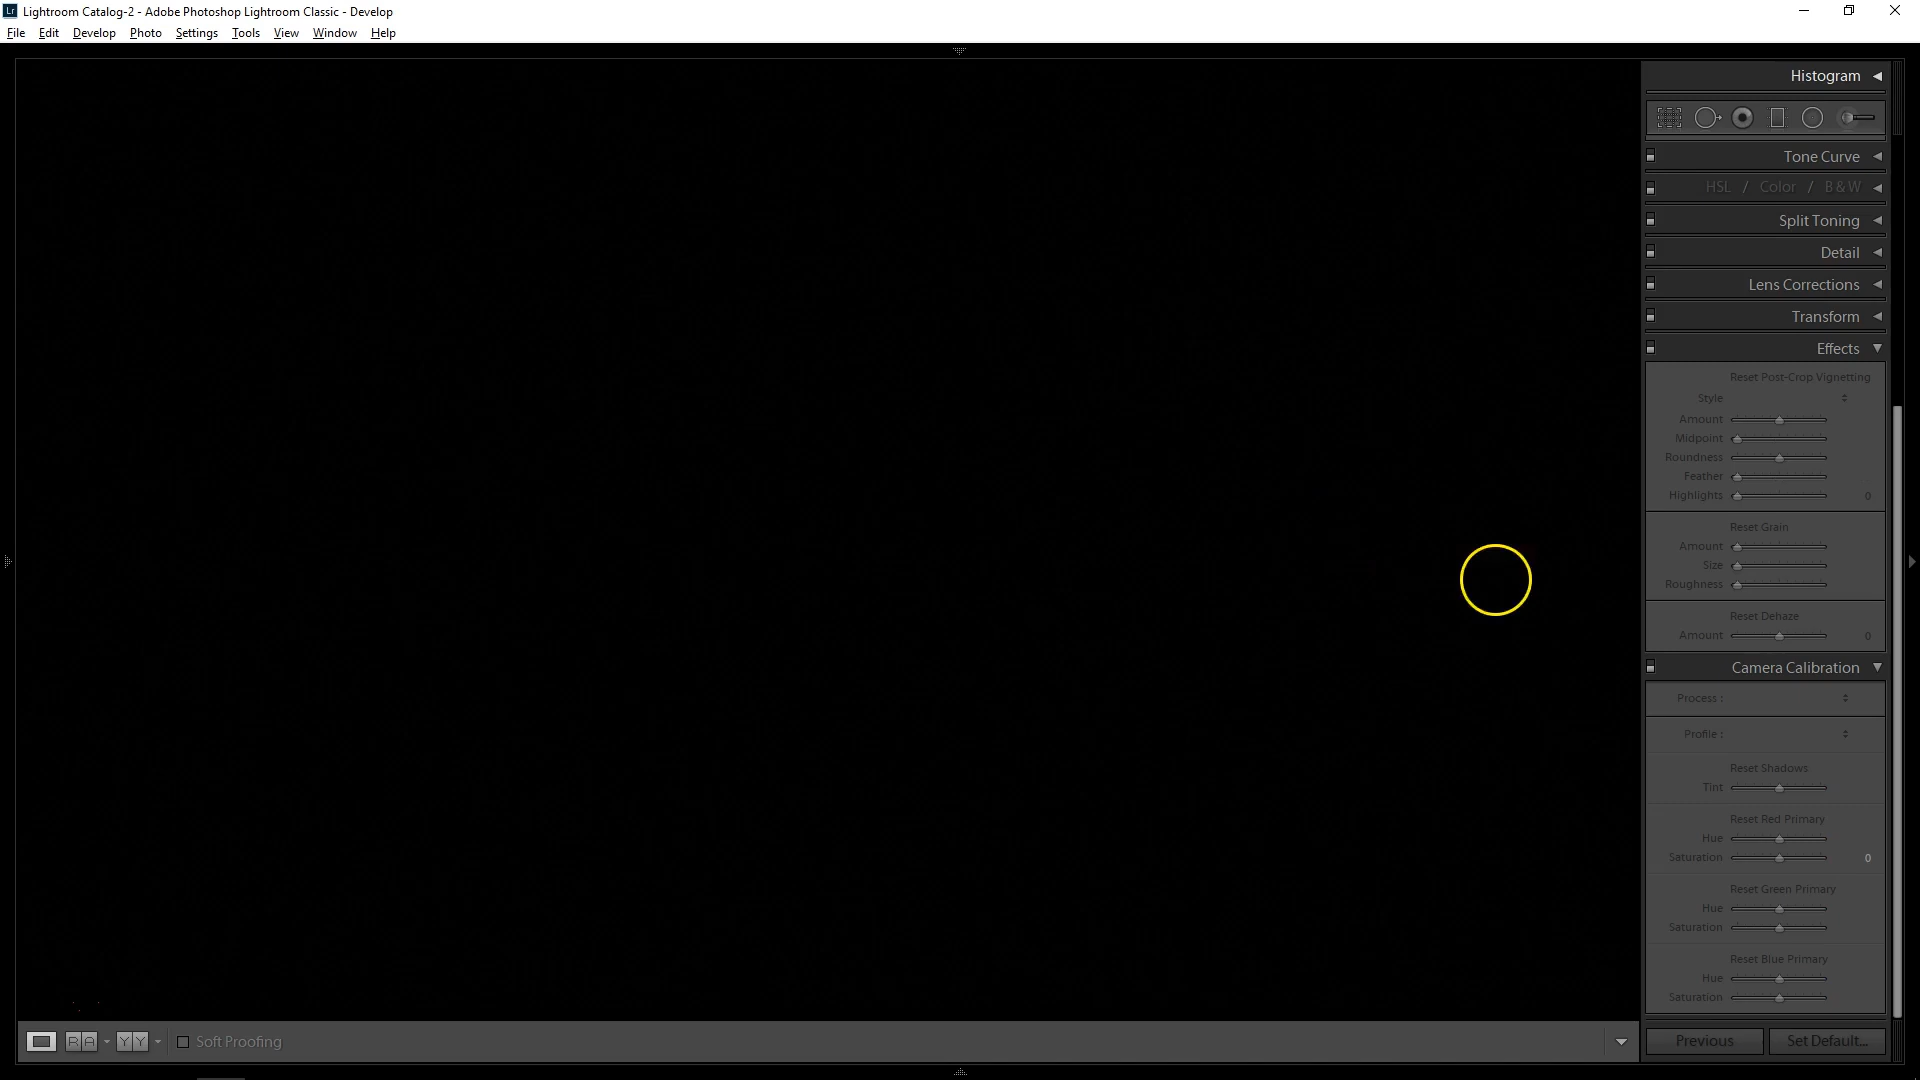 Lightroom Catalog-2 - Adobe Photoshop Lightroom Classic - Develop
File Edit Develop Photo Settings Tools View Window Help
Histogram
Tone Curve
HSL / Color / B & W
Split Toning
Detail
Lens Corrections
Transform
Effects
Reset Post-Crop Vignetting
Style
Amount
Midpoint
Roundness
Feather
Highlights 0
Reset Grain
Amount
Size
Roughness
Reset Dehaze
Amount 0
Camera Calibration
Process :
Profile :
Reset Shadows
Tint
Reset Red Primary
Hue
Saturation 0
Reset Green Primary
Hue
Saturation
Reset Blue Primary
Hue
Saturation
R A Y Y Soft Proofing
Previous Set Default...